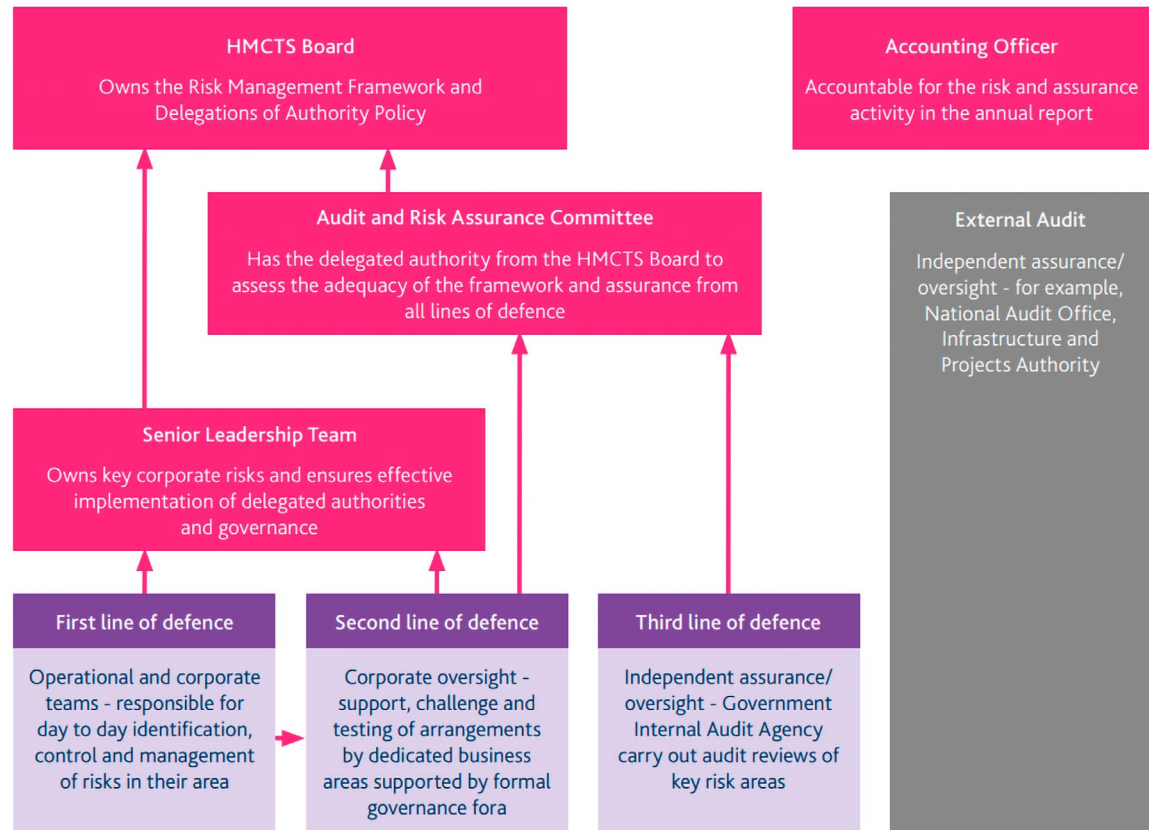 HMCTS Board
Owns the Risk Management Framework and
Delegations of Authority Policy
Accounting Officer
Accountable for the risk and assurance
activity in the annual report
Audit and Risk Assurance Committee
Has the delegated authority from the HMCTS Board to
assess the adequacy of the framework and assurance from
all lines of defence
External Audit
Independent assurance/
oversight - for example,
National Audit Office,
Infrastructure and
Projects Authority
Senior Leadership Team
Owns key corporate risks and ensures effective
implementation of delegated authorities
and governance
First line of defence
Operational and corporate
teams - responsible for
day to day identification,
control and management
of risks in their area
Second line of defence
Corporate oversight -
support, challenge and
testing of arrangements
by dedicated business
areas supported by formal
governance fora
Third line of defence
Independent assurance/
oversight - Government
Internal Audit Agency
carry out audit reviews of
key risk areas